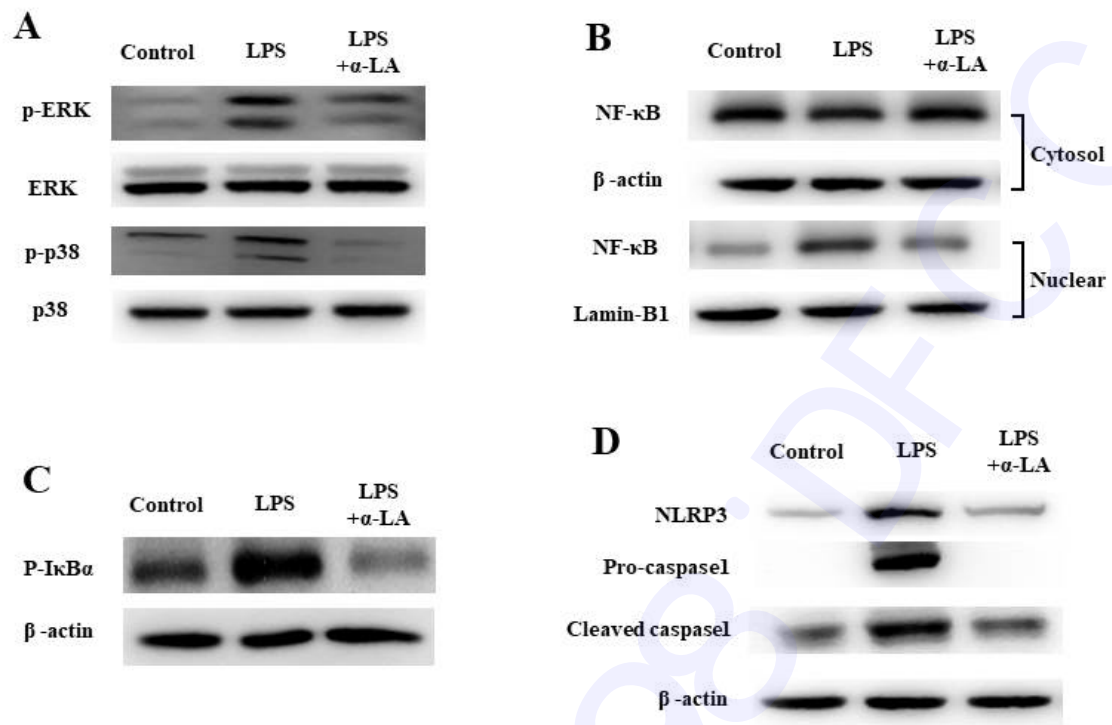 A
Control LPS LPS
+α-LA
p-ERK
ERK
p-p38
p38
B
Control LPS LPS
+α-LA
NF-κB
β -actin
Cytosol
NF-κB
Lamin-B1
Nuclear
C
Control LPS LPS
+α-LA
P-IκBα
β -actin
D
Control LPS LPS
+α-LA
NLRP3
Pro-caspase1
Cleaved caspase1
β -actin